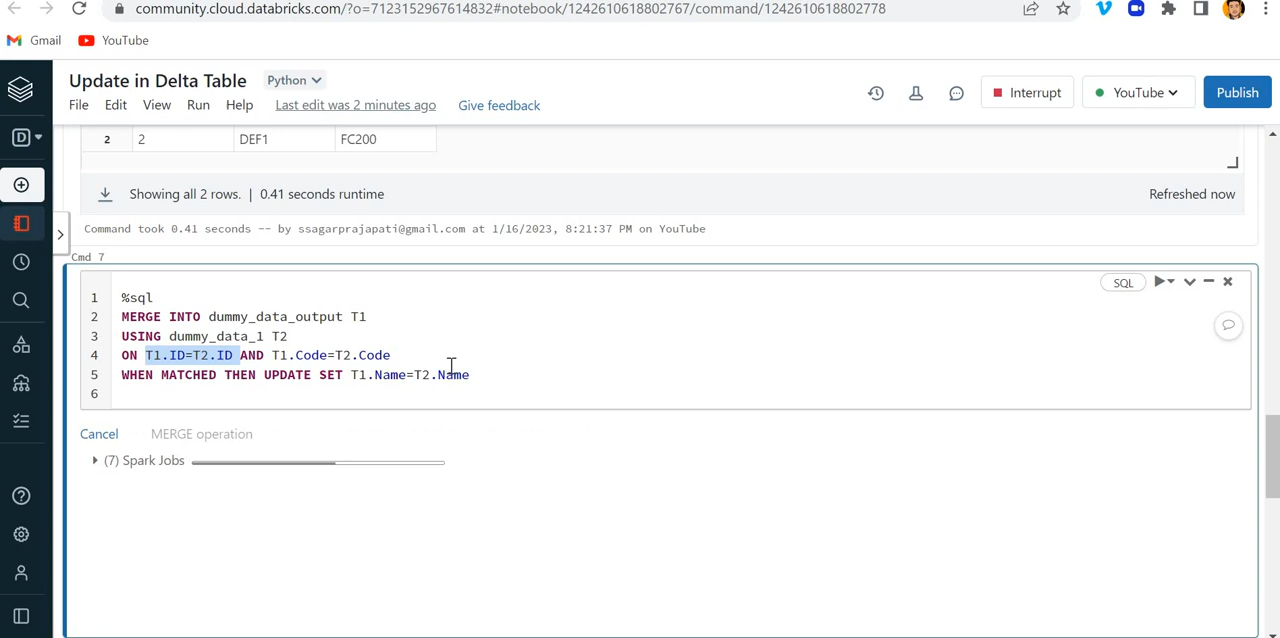 community.cloud.databricks.com/?o=7123152967614832#notebook/1242610618802767/command/1242610618802778
Gmail YouTube
Update in Delta Table Python
File Edit View Run Help Last edit was 2 minutes ago Give feedback
Interrupt YouTube Publish
D
2 2 DEF1 FC200
Showing all 2 rows. | 0.41 seconds runtime Refreshed now
Command took 0.41 seconds -- by ssagarprajapati@gmail.com at 1/16/2023, 8:21:37 PM on YouTube
Cmd 7
SQL
1 %sql
2 MERGE INTO dummy_data_output T1
3 USING dummy_data_1 T2
4 ON T1.ID=T2.ID AND T1.Code=T2.Code
5 WHEN MATCHED THEN UPDATE SET T1.Name=T2.Name
6
Cancel MERGE operation
(7) Spark Jobs